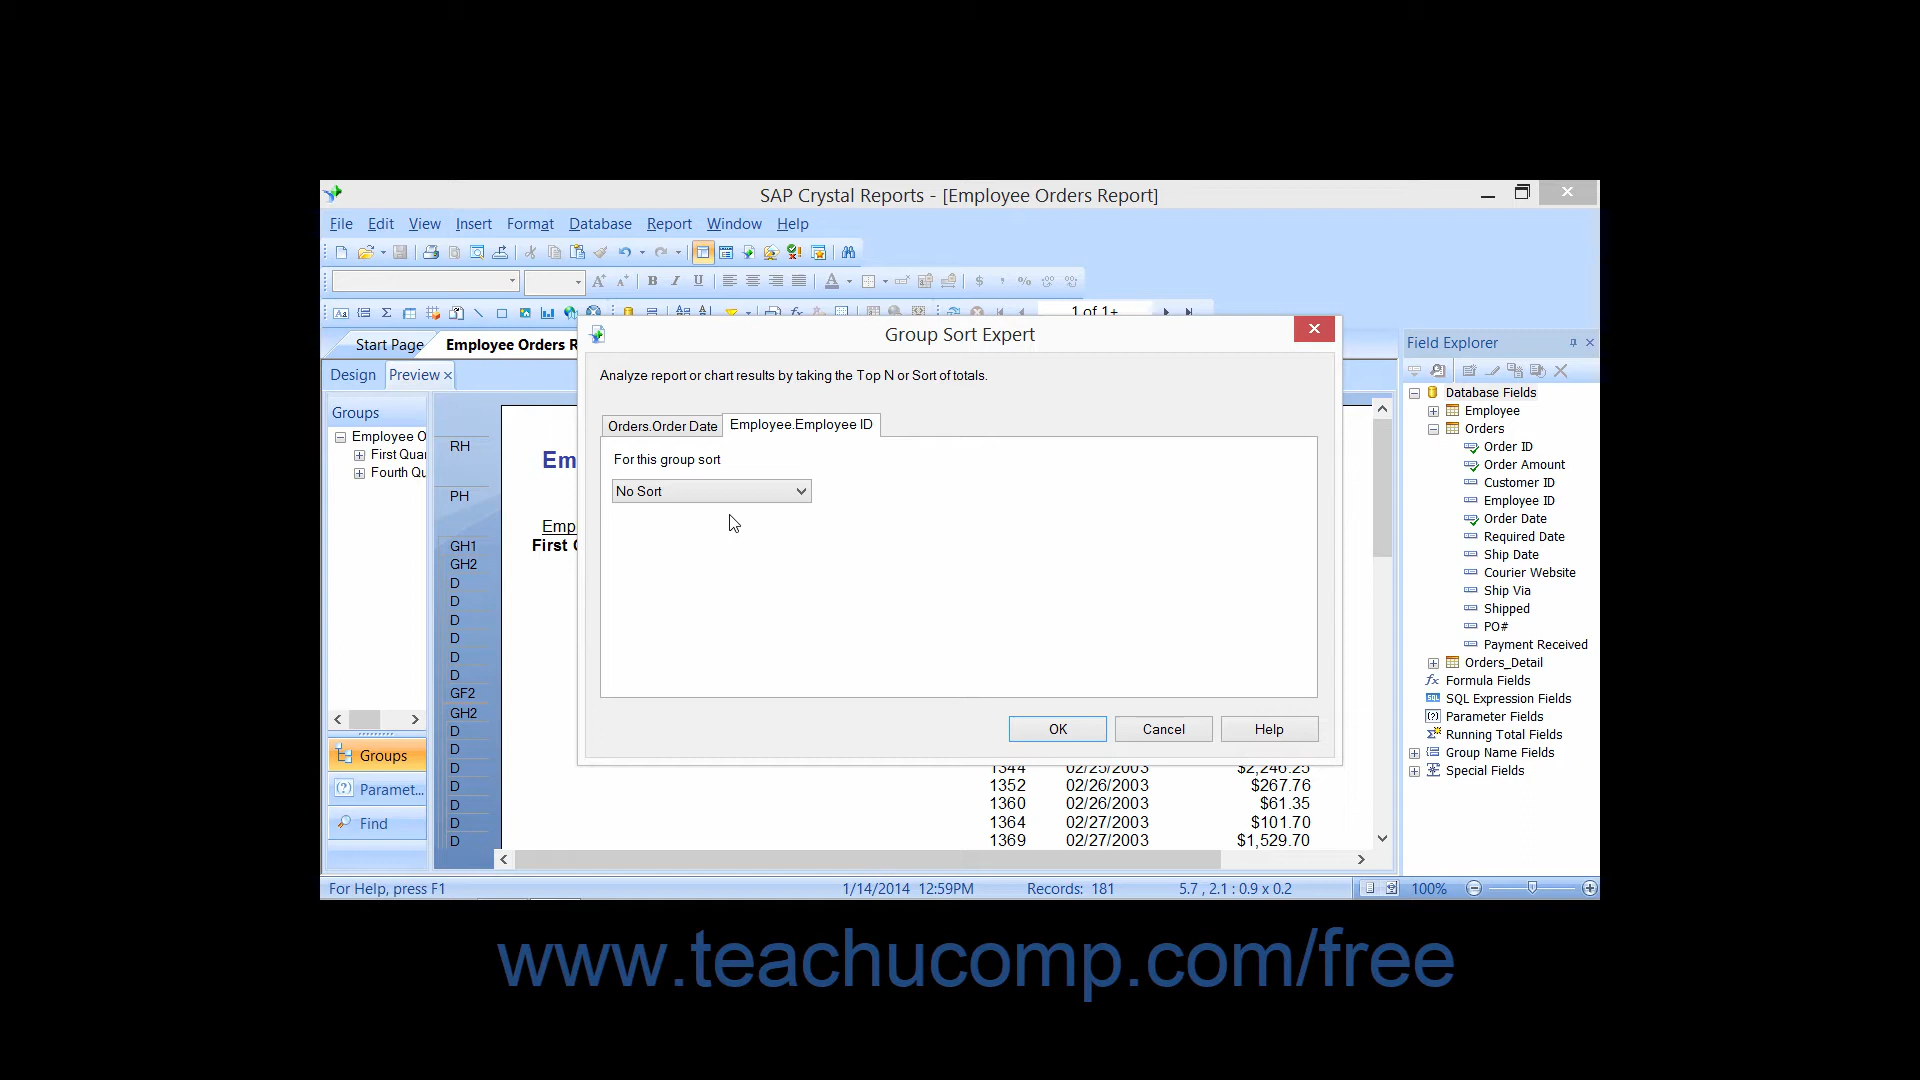 SAP Crystal Reports - [Employee Orders Report]
File Edit View Insert Format Database Report Window Help
B I U A $ , %
1 of 1+
Start Page Employee Orders R
Design Preview
Groups
Employee O
First Quar
Fourth Qu
Groups
Paramet...
Find
RH
PH
GH1
GH2
D
D
D
D
D
D
GF2
GH2
D
D
D
D
D
D
D
Em
Emp
First
Group Sort Expert
Analyze report or chart results by taking the Top N or Sort of totals.
Orders.Order Date Employee.Employee ID
For this group sort
No Sort
OK Cancel Help
1344 02/25/2003 $2,246.25
1352 02/26/2003 $267.76
1360 02/26/2003 $61.35
1364 02/27/2003 $101.70
1369 02/27/2003 $1,529.70
Field Explorer
Database Fields
Employee
Orders
Order ID
Order Amount
Customer ID
Employee ID
Order Date
Required Date
Ship Date
Courier Website
Ship Via
Shipped
PO#
Payment Received
Orders_Detail
Formula Fields
SQL Expression Fields
Parameter Fields
Running Total Fields
Group Name Fields
Special Fields
For Help, press F1 1/14/2014 12:59PM Records: 181 5.7 , 2.1 : 0.9 x 0.2 100%
www.teachucomp.com/free